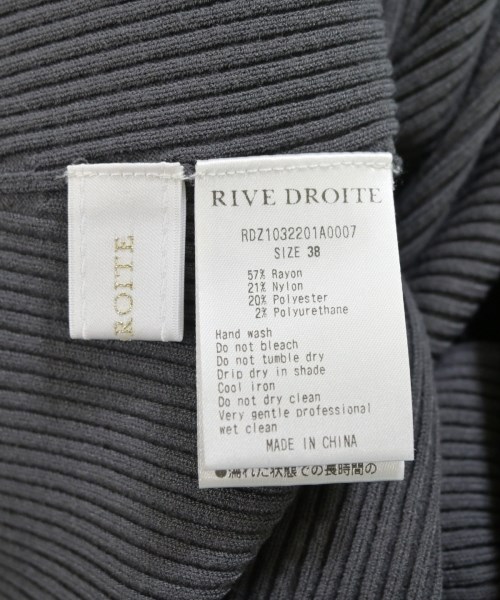 ROITE
RIVE DROITE
RDZ1032201A0007
SIZE 38
57% Rayon
21% Nylon
20% Polyester
2% Polyurethane
Hand wash
Do not bleach
Do not tumble dry
Drip dry in shade
Cool iron
Do not dry clean
Very gentle professional
wet clean
MADE IN CHINA
●濡れた状態での長時間の